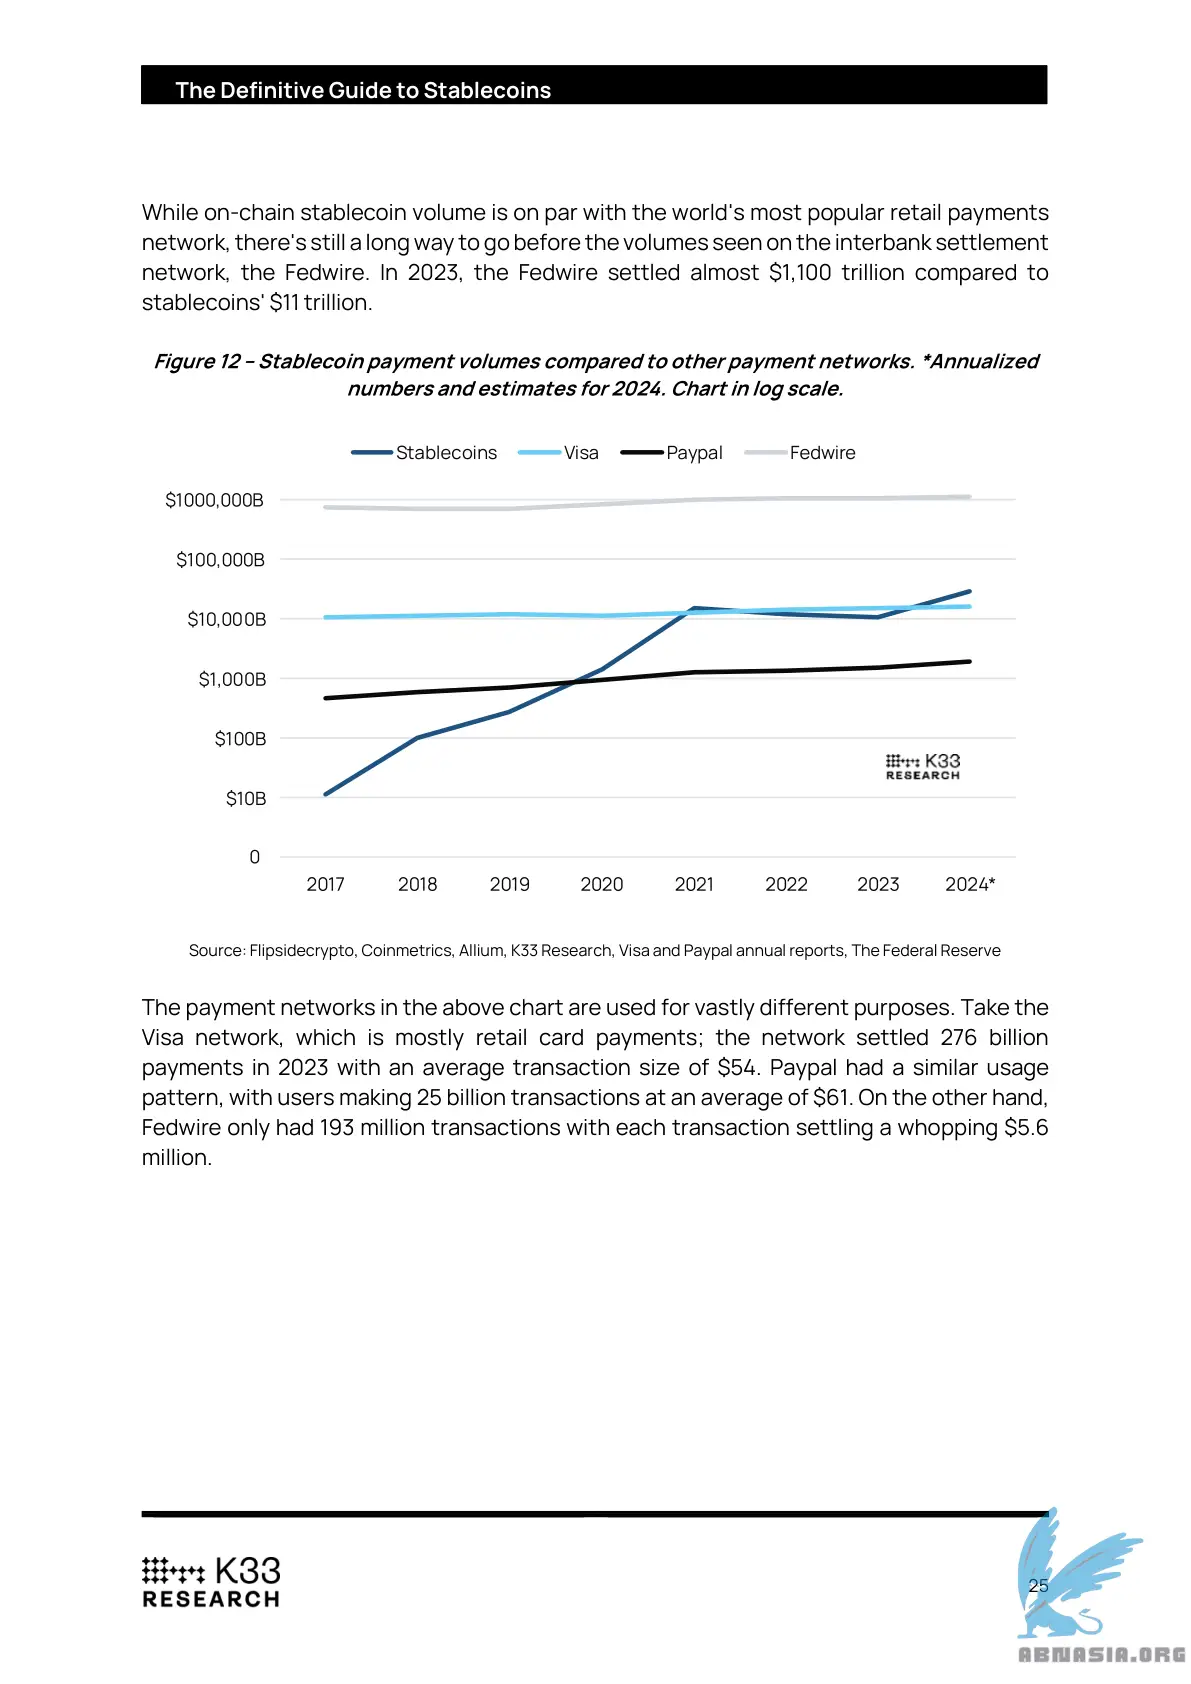 The Definitive Guide to Stablecoins
While on-chain stablecoin volume is on par with the world's most popular retail payments
network, there's still a long way to go before the volumes seen on the interbank settlement
network, the Fedwire. In 2023, the Fedwire settled almost $1,100 trillion compared to
stablecoins' $11 trillion.
Figure 12 – Stablecoin payment volumes compared to other payment networks. *Annualized
numbers and estimates for 2024. Chart in log scale.
Stablecoins Visa Paypal Fedwire
$1000,000B
$100,000B
$10,000B
$1,000B
$100B
$10B
0
K33
RESEARCH
2017 2018 2019 2020 2021 2022 2023 2024*
Source: Flipsidecrypto, Coinmetrics, Allium, K33 Research, Visa and Paypal annual reports, The Federal Reserve
The payment networks in the above chart are used for vastly different purposes. Take the
Visa network, which is mostly retail card payments; the network settled 276 billion
payments in 2023 with an average transaction size of $54. Paypal had a similar usage
pattern, with users making 25 billion transactions at an average of $61. On the other hand,
Fedwire only had 193 million transactions with each transaction settling a whopping $5.6
million.
K33
RESEARCH
25
ABNASIA.ORG